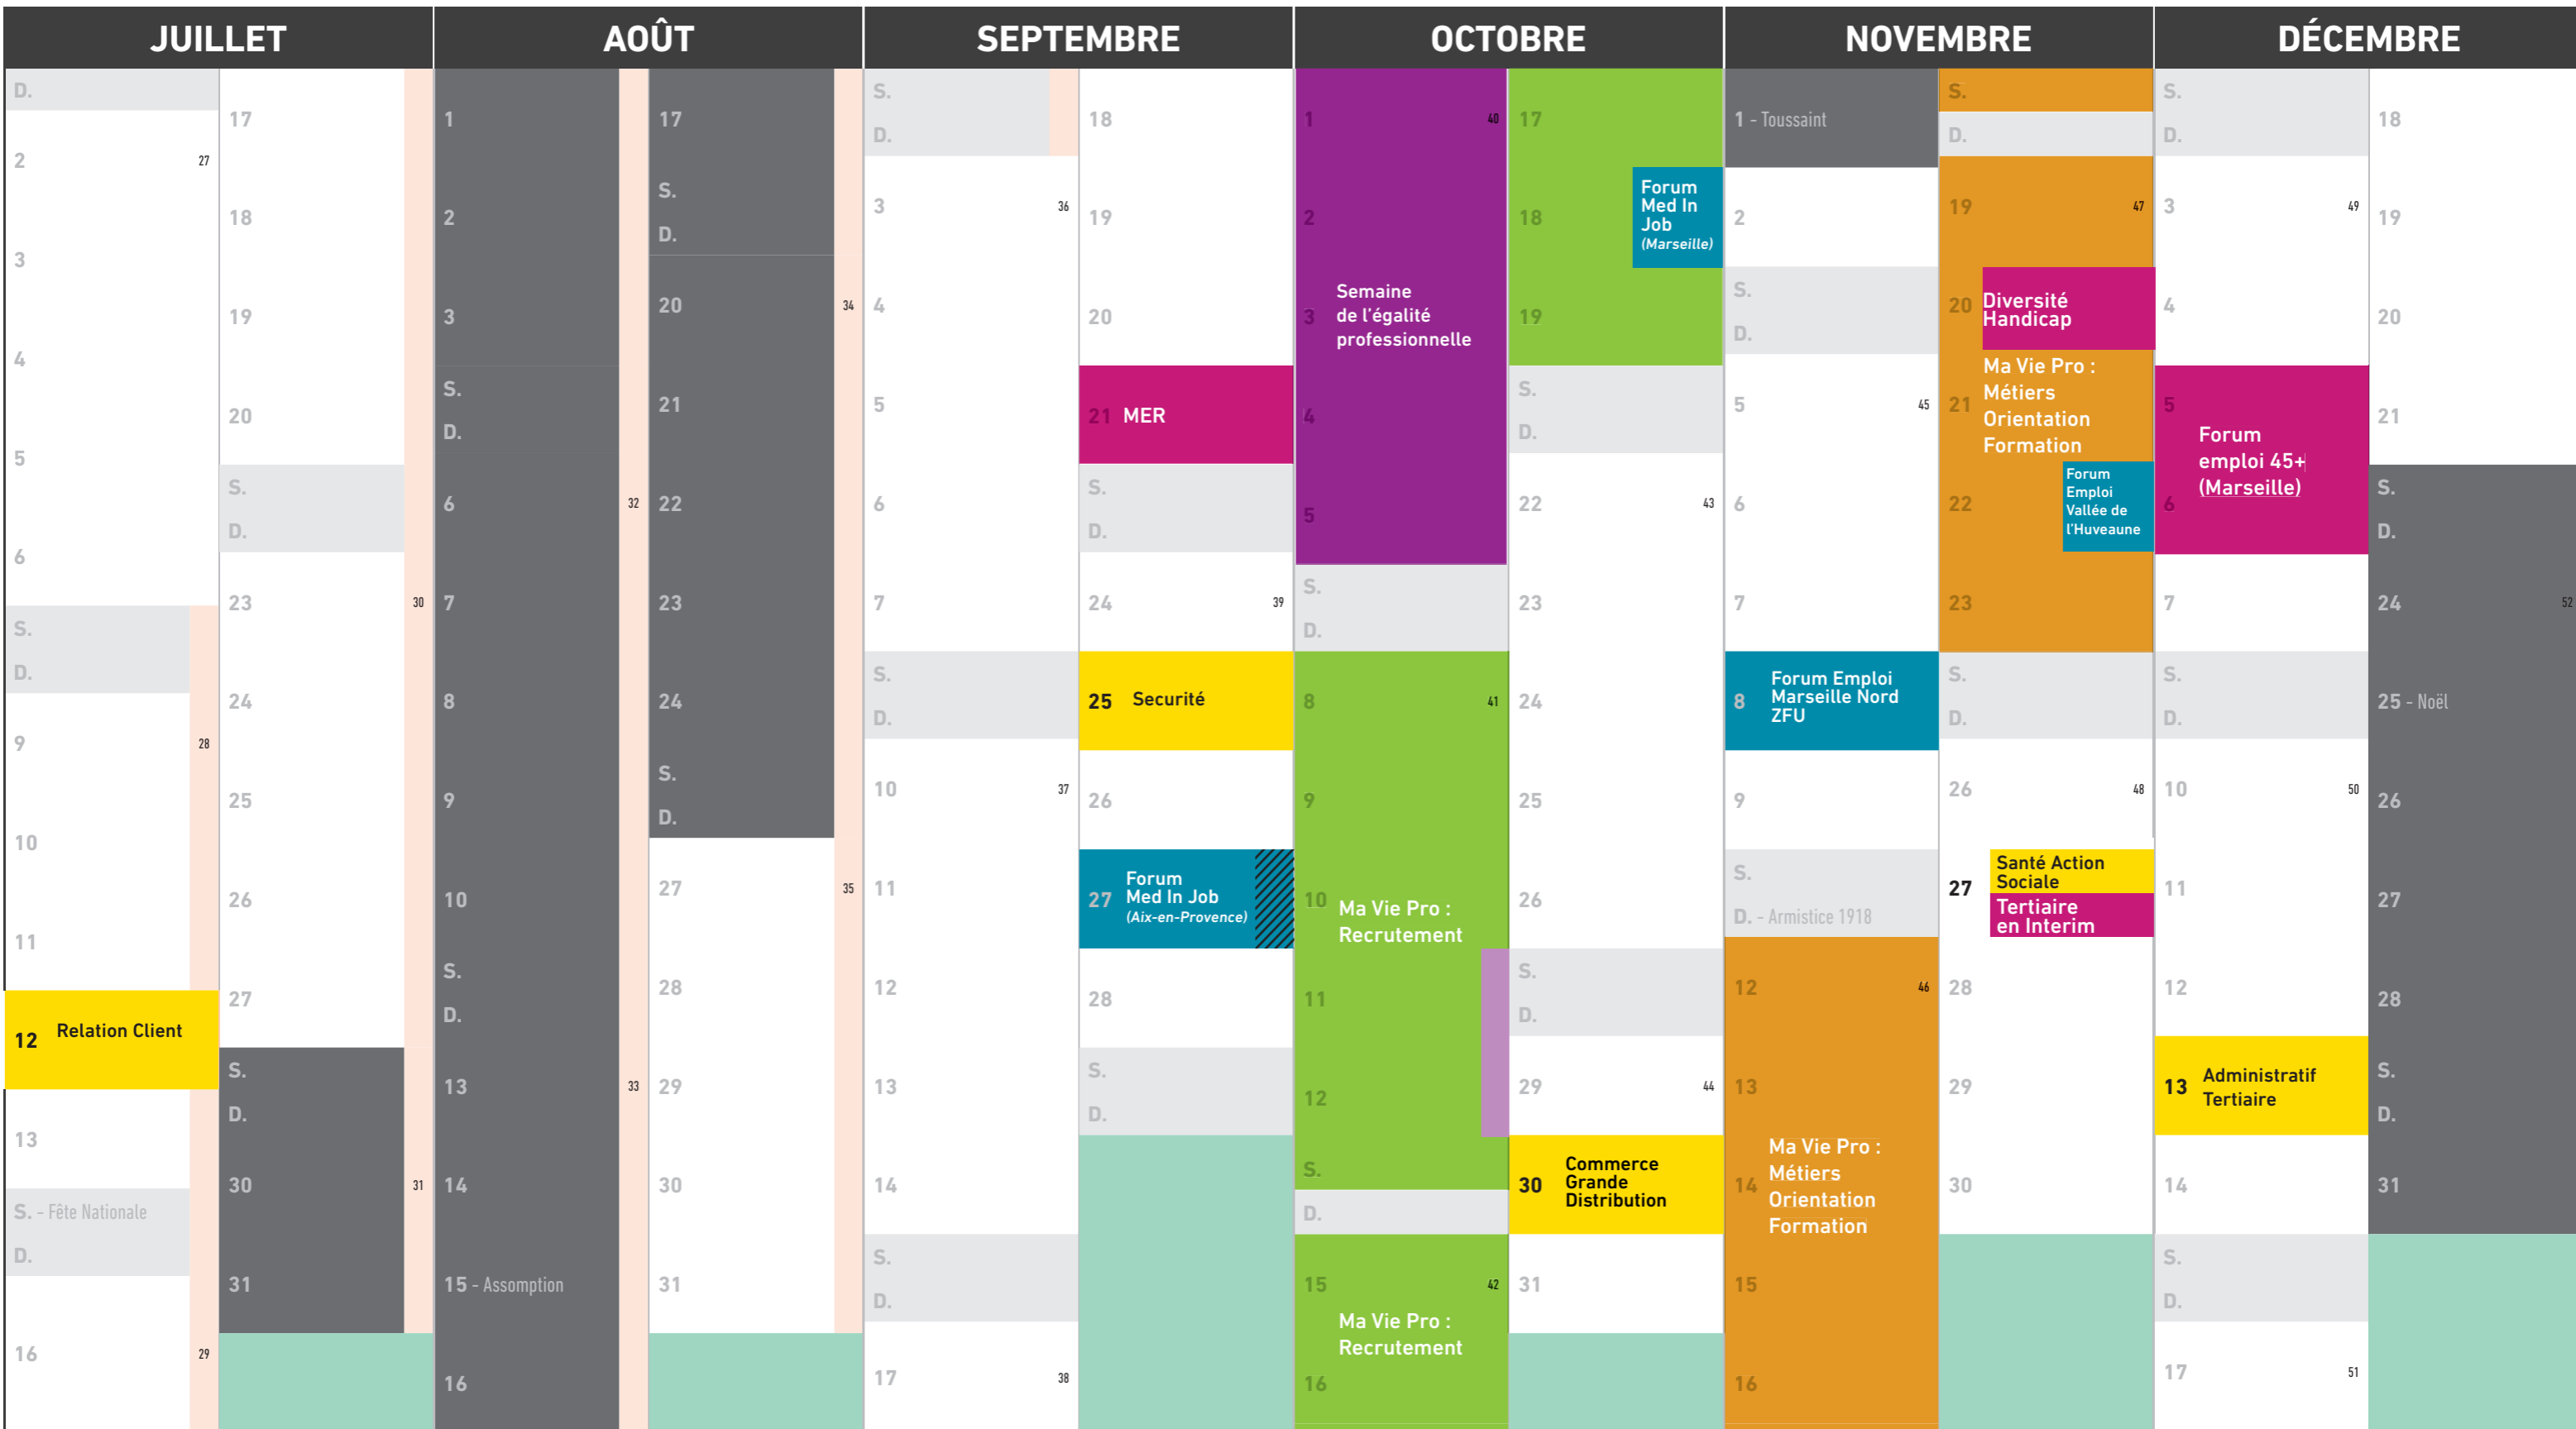 JUILLET
D.
2 27
3
4
5
6
S.
D.
9 28
10
11
12 Relation Client
13
S. - Fête Nationale
D.
16 29
17
18
19
20
S.
D.
23 30
24
25
26
27
S.
D.
30 31
31
AOÛT
1
2
3
S.
D.
6 32
7
8
9
10
S.
D.
13 33
14
15 - Assomption
16
17
S.
D.
20 34
21
22
23
24
S.
D.
27 35
28
29
30
31
SEPTEMBRE
S.
D.
3 36
4
5
6
7
S.
D.
10 37
11
12
13
14
S.
D.
17 38
18
19
20
21 MER
S.
D.
24 39
25 Securité
26
27 Forum
Med In Job
(Aix-en-Provence)
28
S.
D.
OCTOBRE
1 40
2
3 Semaine
de l'égalité
professionnelle
4
5
S.
D.
8 41
9
10 Ma Vie Pro :
Recrutement
11
12
S.
D.
15 42
Ma Vie Pro :
Recrutement
16
17
18 Forum
Med In
Job
(Marseille)
19
S.
D.
22 43
23
24
25
26
S.
D.
29 44
30 Commerce
Grande
Distribution
31
NOVEMBRE
1 - Toussaint
2
S.
D.
5 45
6
7
8 Forum Emploi
Marseille Nord
ZFU
9
S.
D. - Armistice 1918
12 46
13
14 Ma Vie Pro :
Métiers
Orientation
Formation
15
16
S.
D.
19 47
20 Diversité
Handicap
21 Ma Vie Pro :
Métiers
Orientation
Formation
22 Forum
Emploi
Vallée de
l'Huveaune
23
S.
D.
26 48
27 Santé Action
Sociale
Tertiaire
en Interim
28
29
30
DÉCEMBRE
S.
D.
3 49
4
5
Forum
emploi 45+
(Marseille)
6
7
S.
D.
10 50
11
12
13 Administratif
Tertiaire
14
S.
D.
17 51
18
19
20
21
S.
D.
24 52
25 - Noël
26
27
28
S.
D.
31